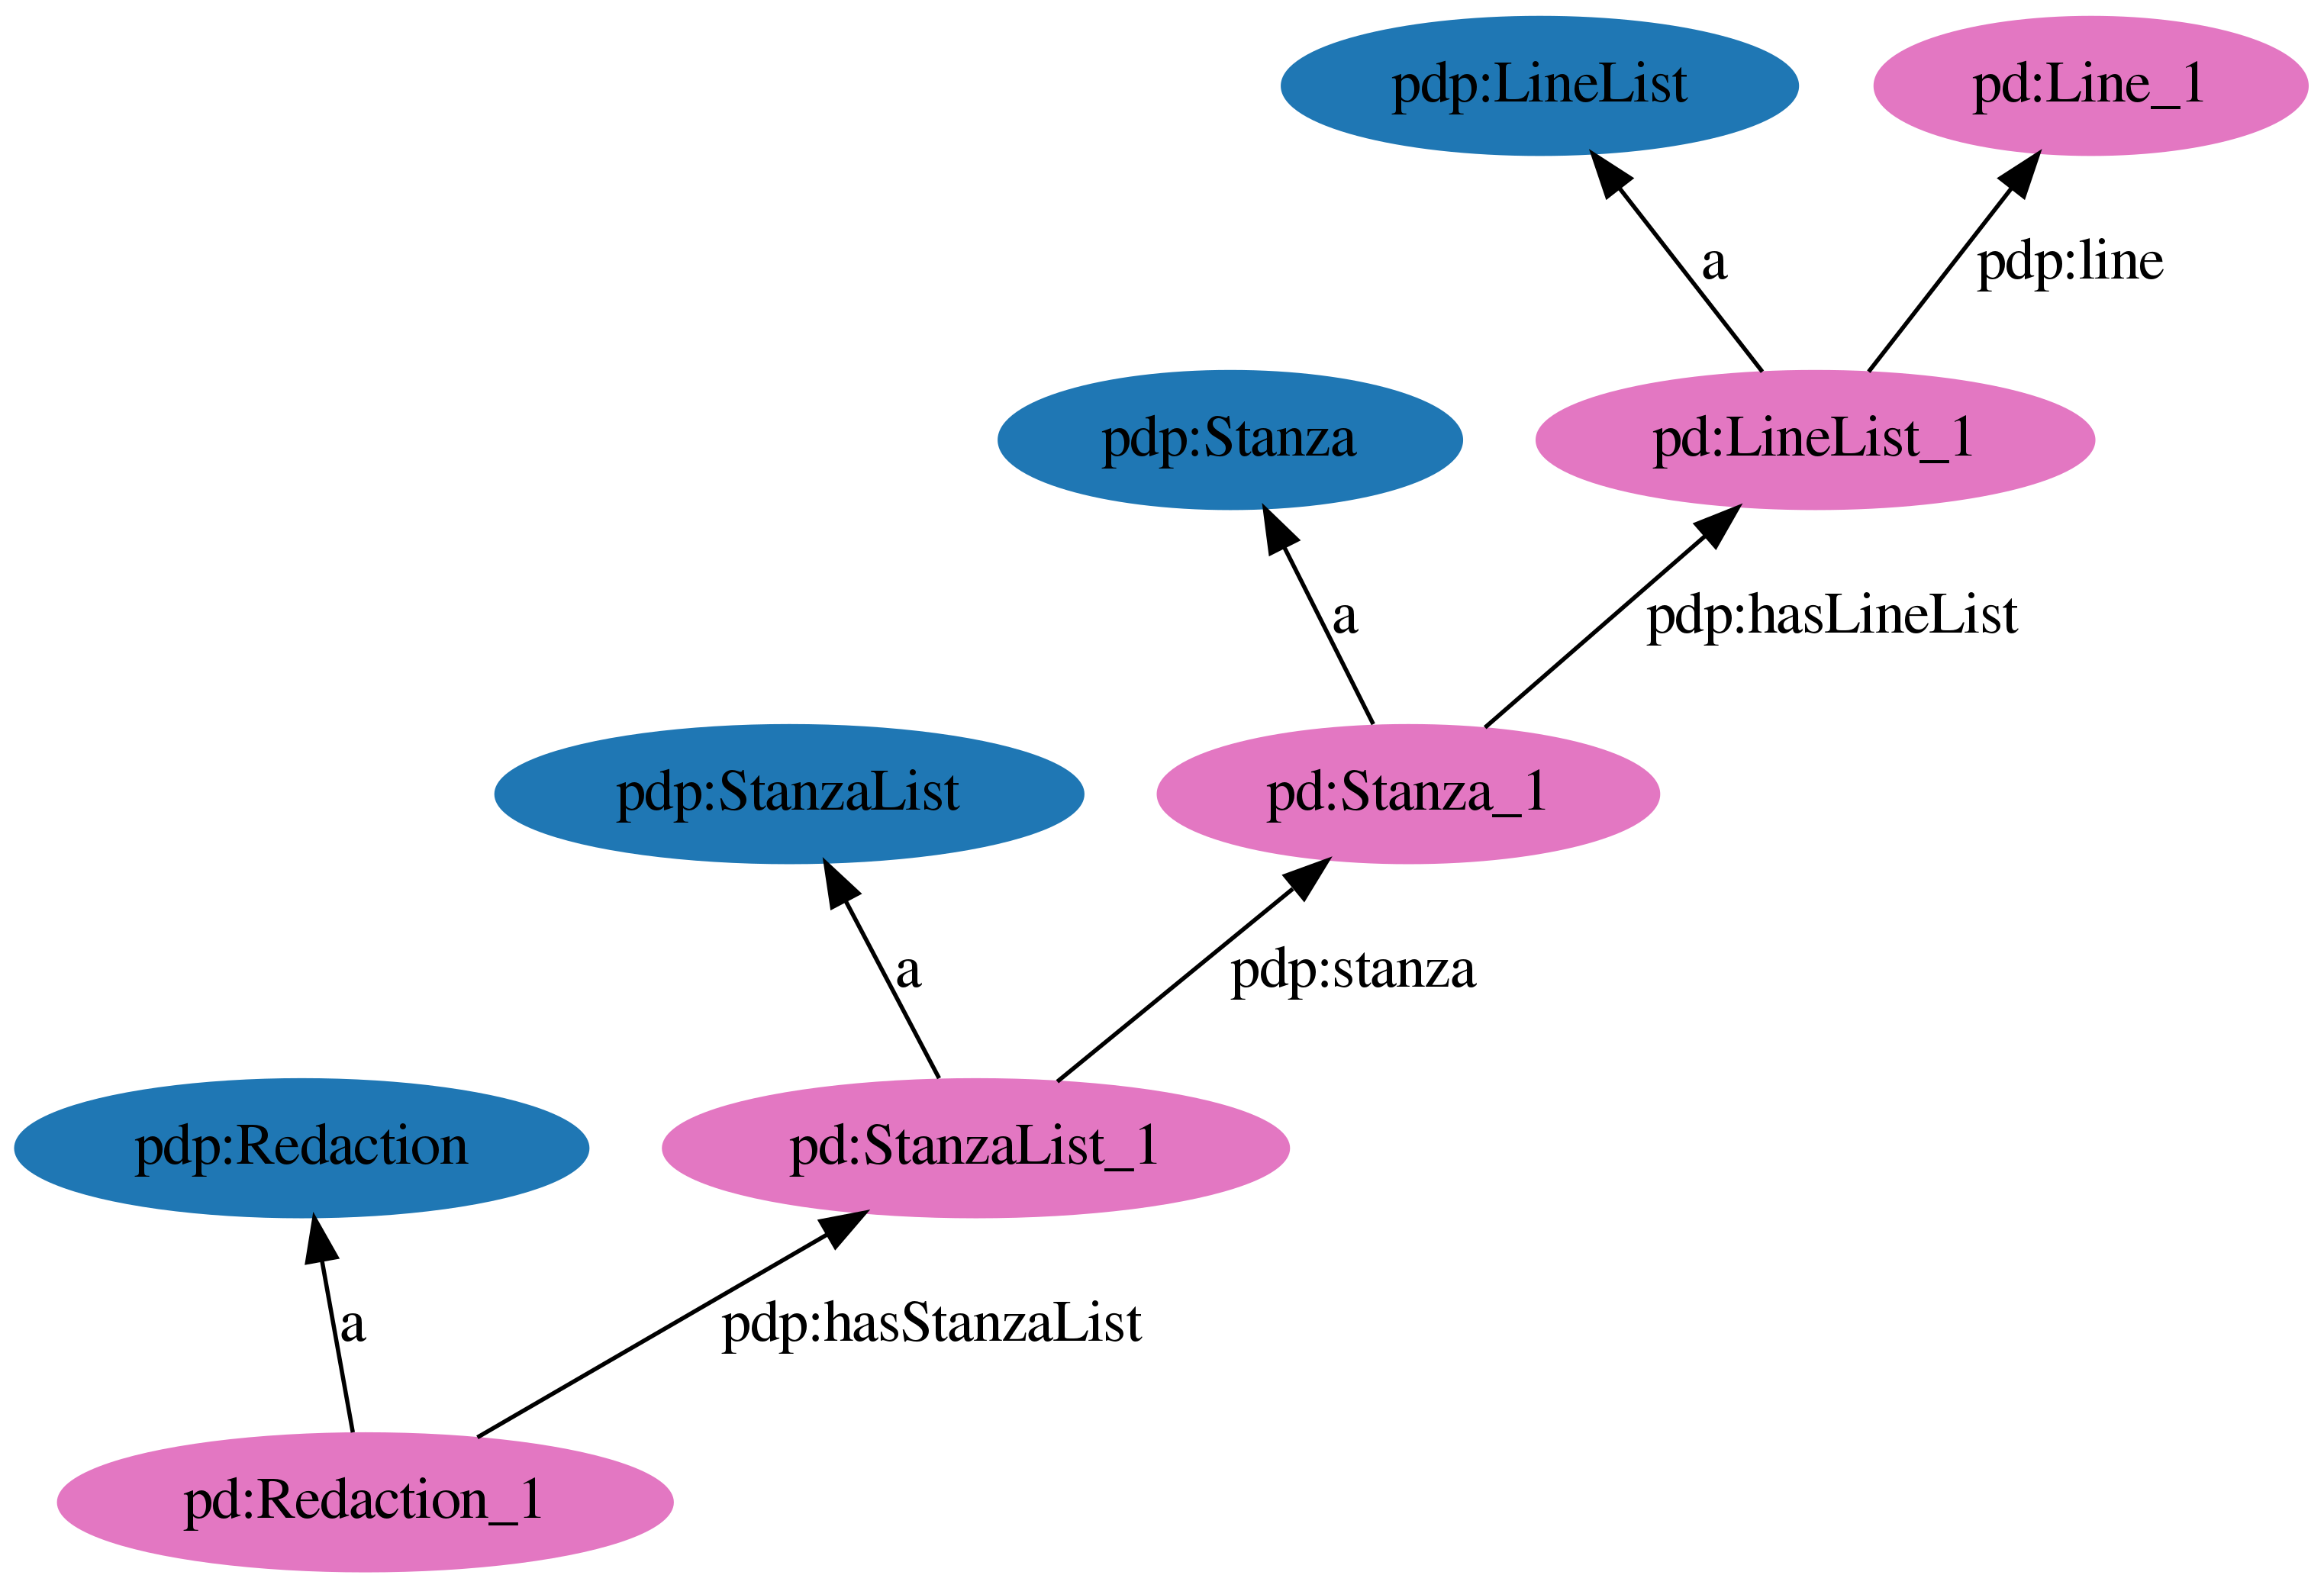 pdp:LineList
pd:Line_1
a
pdp:line
pdp:Stanza
pd:LineList_1
a
pdp:hasLineList
pdp:StanzaList
pd:Stanza_1
a
pdp:stanza
pdp:Redaction
pd:StanzaList_1
a
pdp:hasStanzaList
pd:Redaction_1